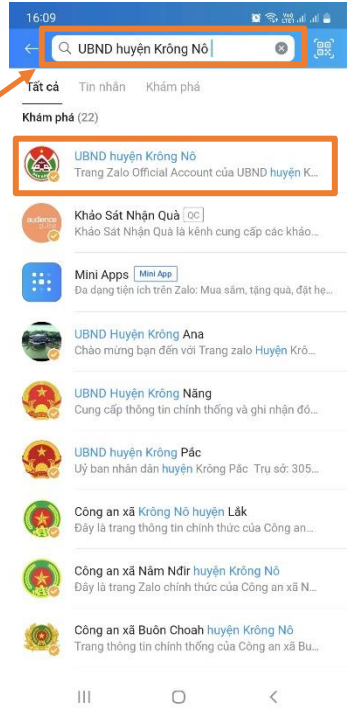 16:09
UBND huyện Krông Nô
Tất cả Tin nhắn Khám phá
Khám phá (22)
UBND huyện Krông Nô
Trang Zalo Official Account của UBND huyện K...
Khảo Sát Nhận Quà QC
Khảo Sát Nhận Quà là kênh cung cấp các khảo...
Mini Apps Mini App
Đa dạng tiện ích trên Zalo: Mua sắm, tặng quà, đặt hẹ...
UBND Huyện Krông Ana
Chào mừng bạn đến với Trang zalo Huyện Krô...
UBND Huyện Krông Năng
Cung cấp thông tin chính thống và ghi nhận đó...
UBND huyện Krông Pắc
Uỷ ban nhân dân huyện Krông Pắc Trụ sở: 305...
Công an xã Krông Nô huyện Lắk
Đây là trang thông tin chính thức của Công an...
Công an xã Nâm Nđir huyện Krông Nô
Đây là trang Zalo chính thức của Công an xã N...
Công an xã Buôn Choah huyện Krông Nô
Trang thông tin chính thống của Công an xã Bu...